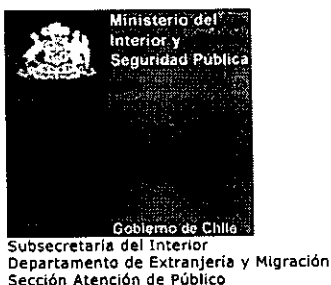 Ministerio del
Interior y
Seguridad Pública
Gobierno de Chile
Subsecretaría del Interior
Departamento de Extranjería y Migración
Sección Atención de Público